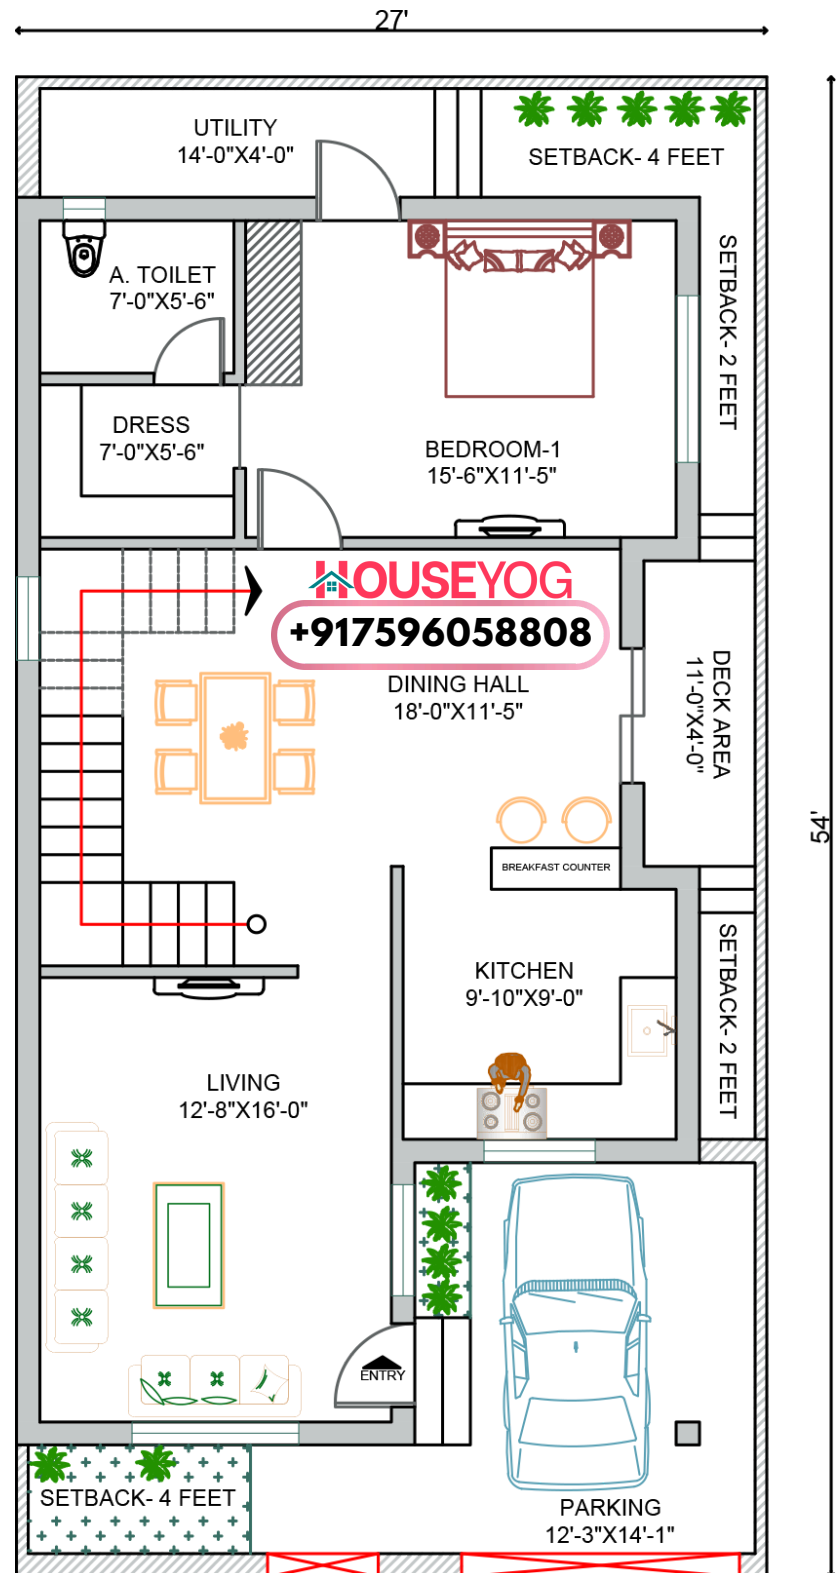 27'
UTILITY
14'-0"X4'-0"
SETBACK- 4 FEET
A. TOILET
7'-0"X5'-6"
SETBACK- 2 FEET
DRESS
7'-0"X5'-6"
BEDROOM-1
15'-6"X11'-5"
HOUSEYOG
+917596058808
DINING HALL
18'-0"X11'-5"
DECK AREA
11'-0"X4'-0"
54'
BREAKFAST COUNTER
KITCHEN
9'-10"X9'-0"
SETBACK- 2 FEET
LIVING
12'-8"X16'-0"
ENTRY
SETBACK- 4 FEET
PARKING
12'-3"X14'-1"